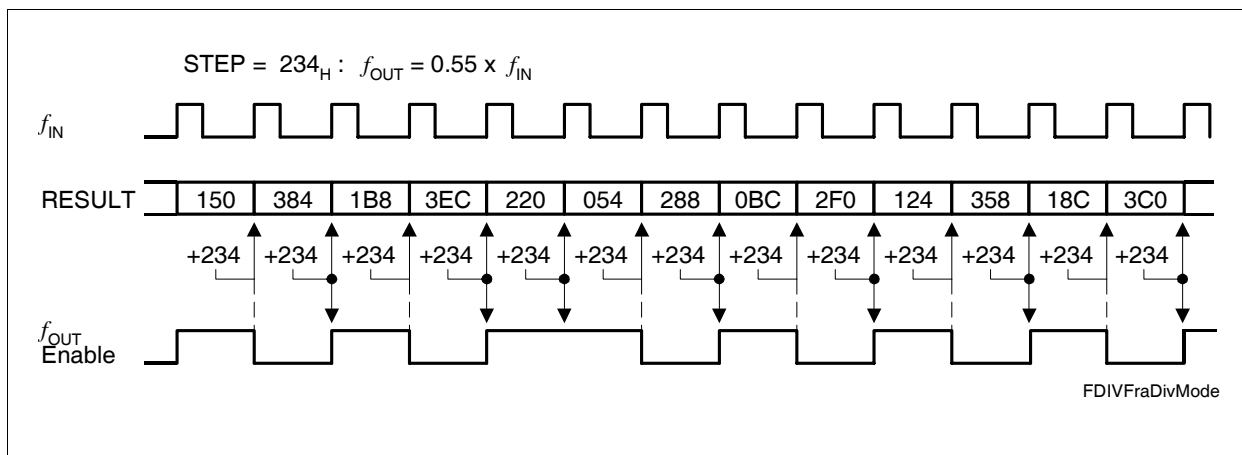 STEP = 234H : fOUT = 0.55 x fIN
fIN
RESULT 150 384 1B8 3EC 220 054 288 0BC 2F0 124 358 18C 3C0
+234 +234 +234 +234 +234 +234 +234 +234 +234 +234 +234 +234 +234
fOUT
Enable
FDIVFraDivMode